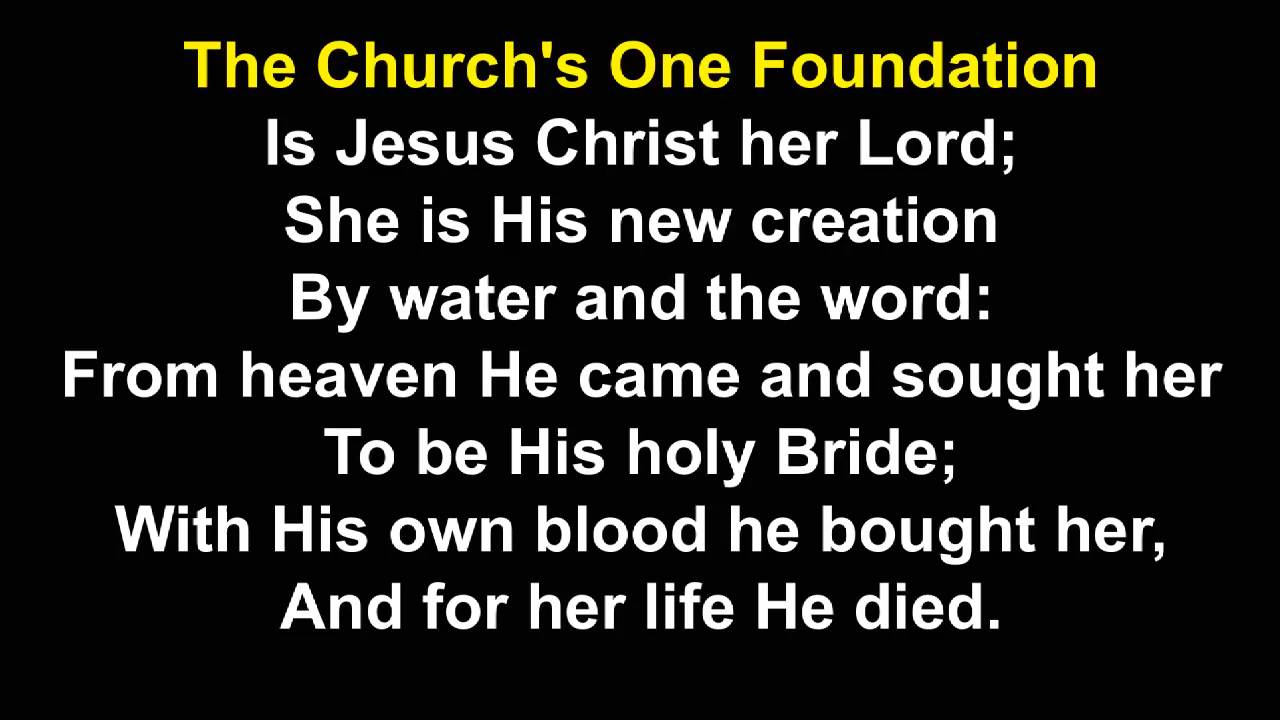 The Church's One Foundation
Is Jesus Christ her Lord;
She is His new creation
By water and the word:
From heaven He came and sought her
To be His holy Bride;
With His own blood he bought her,
And for her life He died.